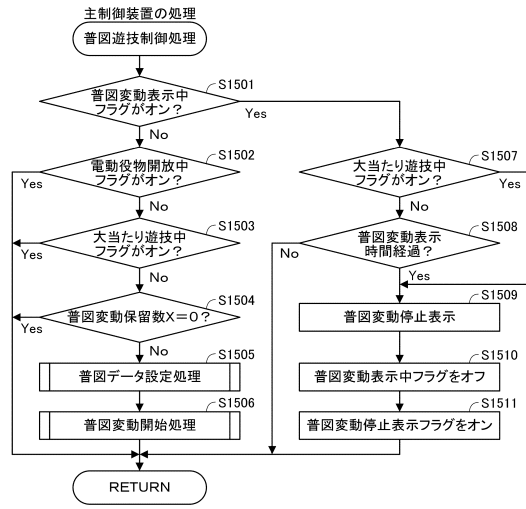 主制御装置の処理
普図遊技制御処理
S1501
普図変動表示中
フラグがオン？
Yes
No
S1502
電動役物開放中
フラグがオン？
Yes
No
S1503
大当たり遊技中
フラグがオン？
Yes
No
S1504
普図変動保留数X＝0？
Yes
No
S1505
普図データ設定処理
S1506
普図変動開始処理
S1507
大当たり遊技中
フラグがオン？
Yes
No
S1508
普図変動表示
時間経過？
No
Yes
S1509
普図変動停止表示
S1510
普図変動表示中フラグをオフ
S1511
普図変動停止表示フラグをオン
RETURN